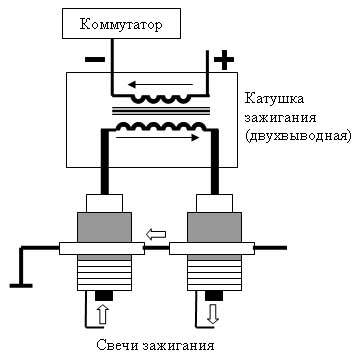 Коммутатор
− +
Катушка
зажигания
(двухвыводная)
Свечи зажигания